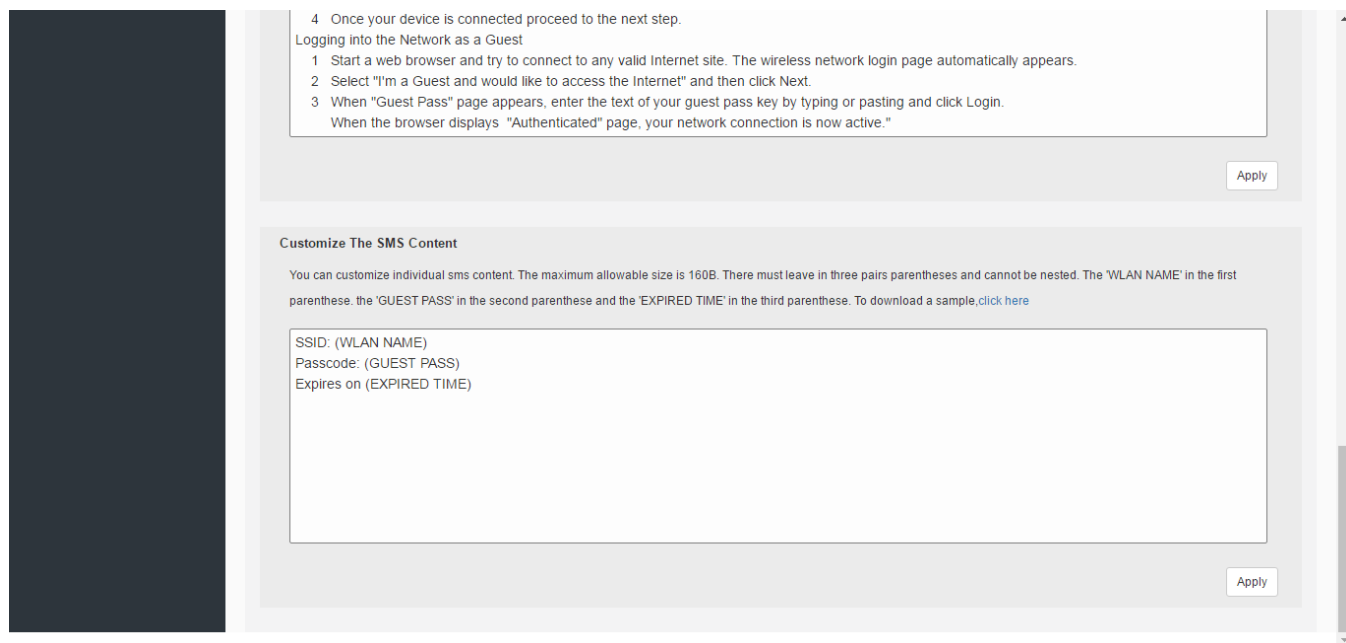 4 Once your device is connected proceed to the next step.
Logging into the Network as a Guest
1 Start a web browser and try to connect to any valid Internet site. The wireless network login page automatically appears.
2 Select "I'm a Guest and would like to access the Internet" and then click Next.
3 When "Guest Pass" page appears, enter the text of your guest pass key by typing or pasting and click Login.
When the browser displays "Authenticated" page, your network connection is now active."
Apply
Customize The SMS Content
You can customize individual sms content. The maximum allowable size is 160B. There must leave in three pairs parentheses and cannot be nested. The 'WLAN NAME' in the first
parenthese. the 'GUEST PASS' in the second parenthese and the 'EXPIRED TIME' in the third parenthese. To download a sample,click here
SSID: (WLAN NAME)
Passcode: (GUEST PASS)
Expires on (EXPIRED TIME)
Apply